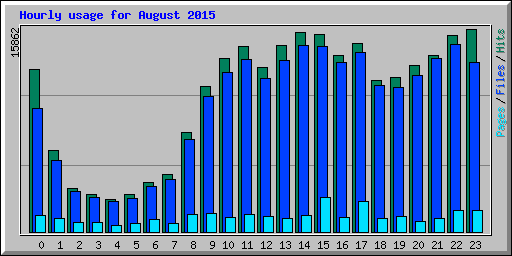 Hourly usage for August 2015
15862
Pages / Files / Hits
0 1 2 3 4 5 6 7 8 9 10 11 12 13 14 15 16 17 18 19 20 21 22 23